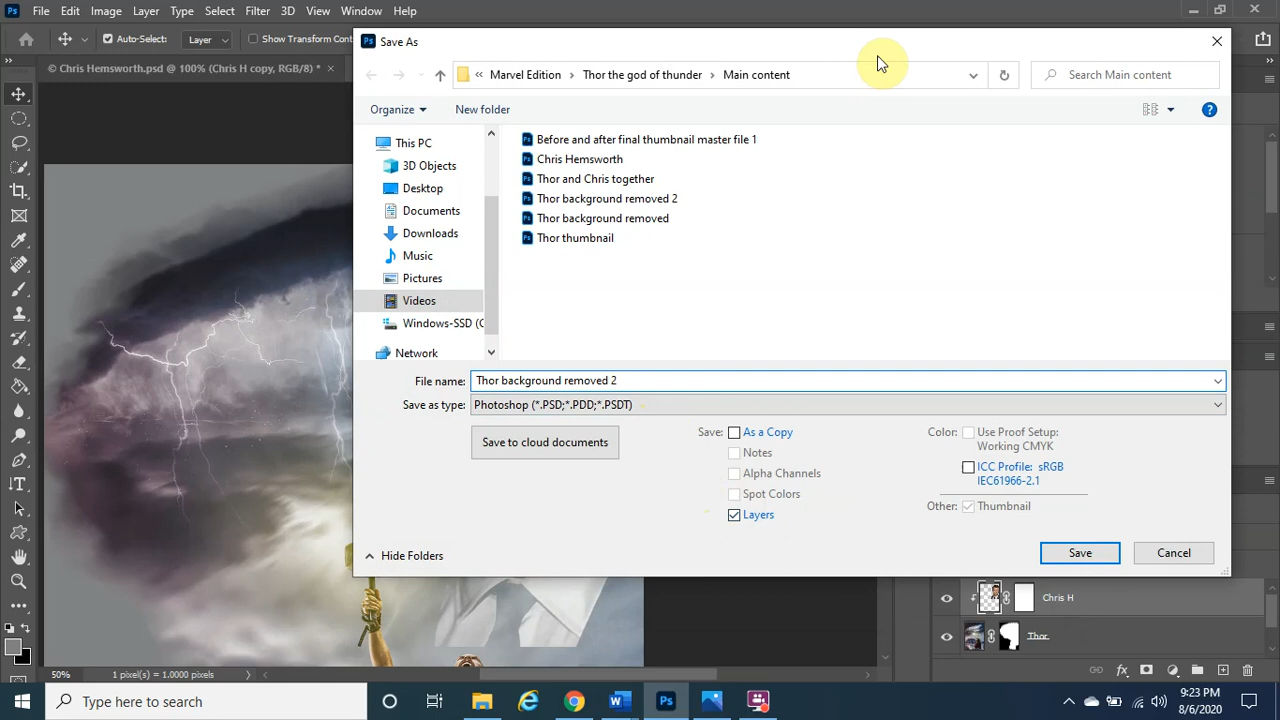 Ps File Edit Image Layer Type Select Filter 3D View Window Help
Auto-Select: Layer Show Transform Cont
© Chris Hemsworth.psd @ 100% (Chris H copy, RGB/8) *
Ps Save As
« Marvel Edition > Thor the god of thunder > Main content
Search Main content
Organize New folder
This PC
3D Objects
Desktop
Documents
Downloads
Music
Pictures
Videos
Windows-SSD (C
Network
Before and after final thumbnail master file 1
Chris Hemsworth
Thor and Chris together
Thor background removed 2
Thor background removed
Thor thumbnail
File name: Thor background removed 2
Save as type: Photoshop (*.PSD;*.PDD;*.PSDT)
Save to cloud documents
Save: As a Copy
Notes
Alpha Channels
Spot Colors
Layers
Color: Use Proof Setup:
Working CMYK
ICC Profile: sRGB
IEC61966-2.1
Other: Thumbnail
Hide Folders
Save Cancel
Chris H
Thor
50% 1 pixel(s) = 1.0000 pixels
Type here to search
9:23 PM
8/6/2020